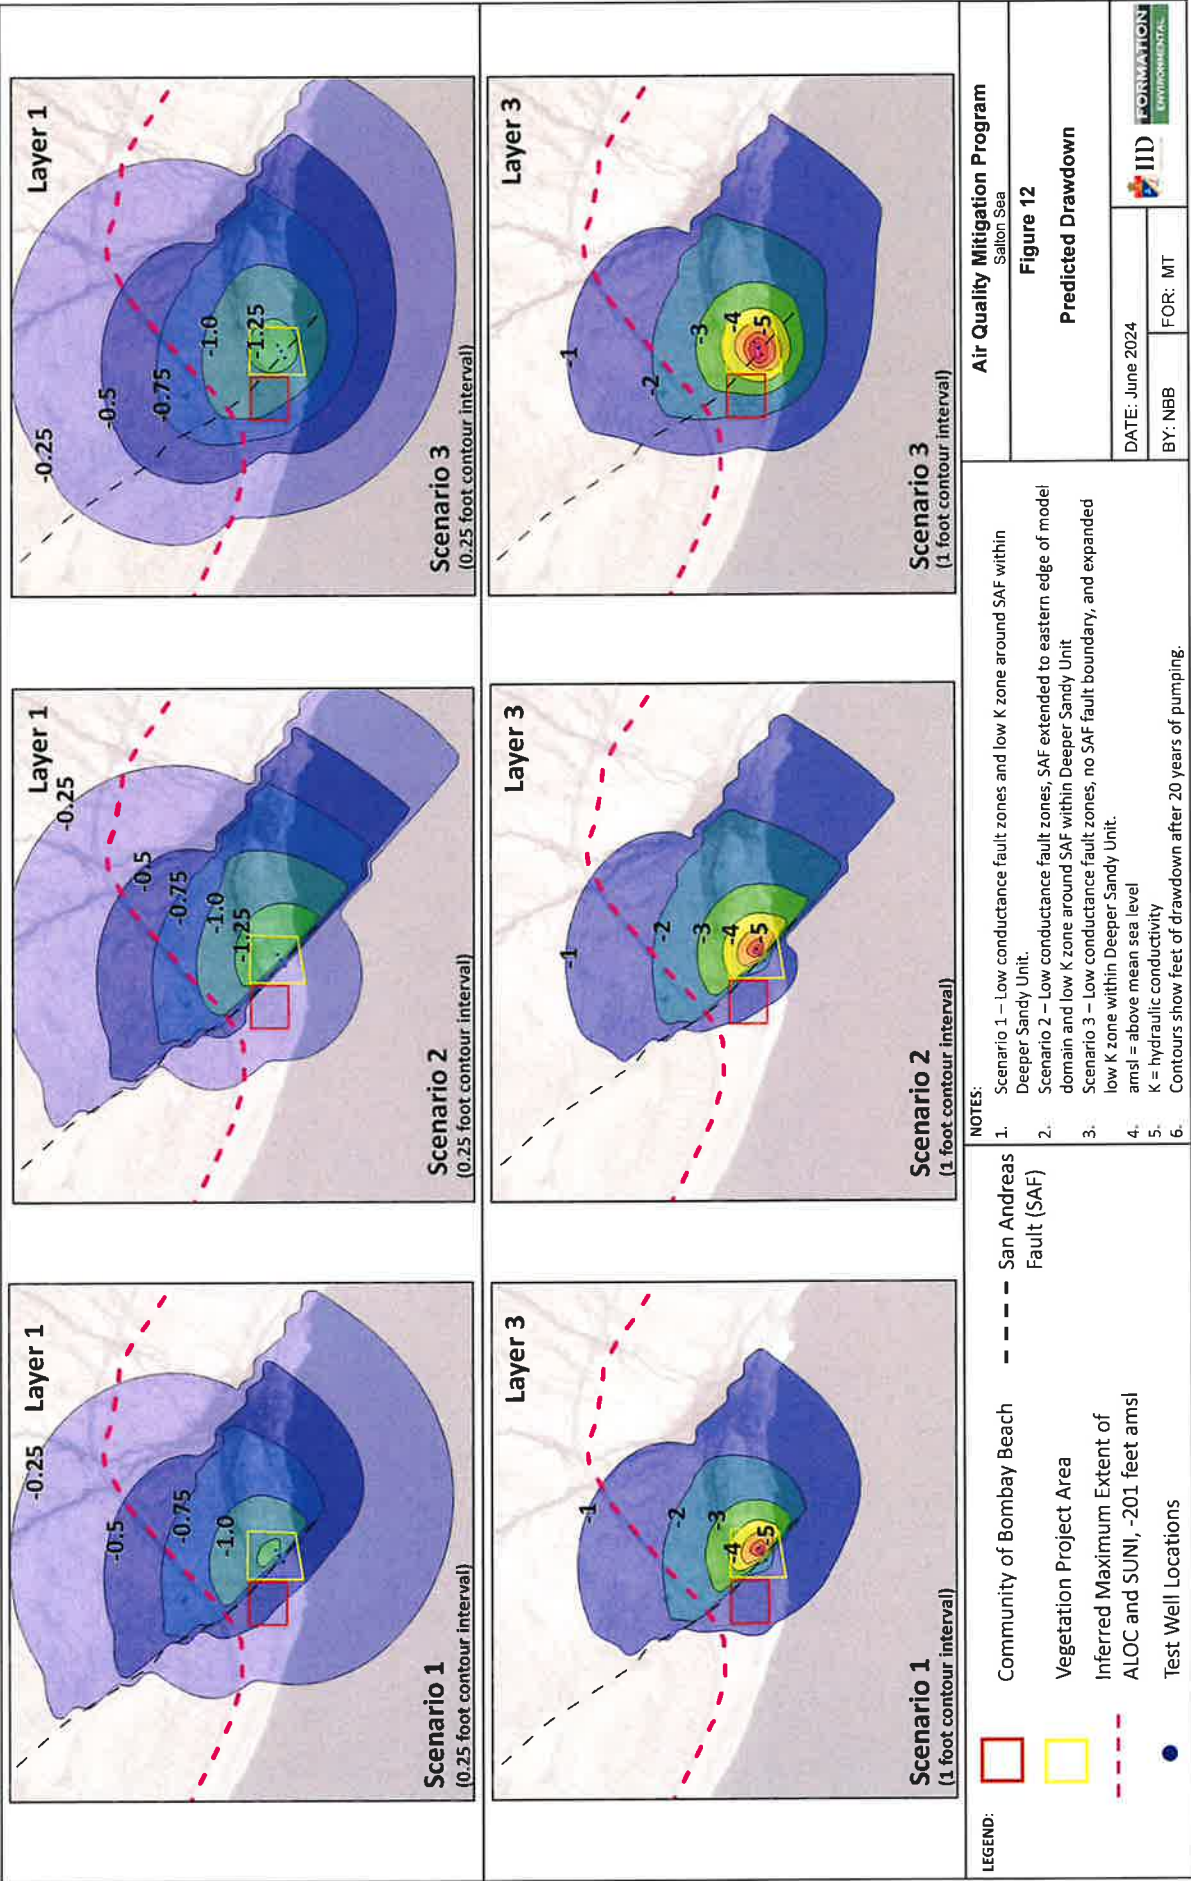 Layer 1
-0.25
-0.5
-0.75
-1.0
Scenario 1
(0.25 foot contour interval)
Layer 1
-0.25
-0.5
-0.75
-1.0
-1.25
Scenario 2
(0.25 foot contour interval)
Layer 1
-0.25
-0.5
-0.75
-1.0
-1.25
Scenario 3
(0.25 foot contour interval)
Layer 3
-1
-2
-3
-4
-5
Scenario 1
(1 foot contour interval)
Layer 3
-1
-2
-3
-4
-5
Scenario 2
(1 foot contour interval)
Layer 3
-1
-2
-3
-4
-5
Scenario 3
(1 foot contour interval)
LEGEND:
Community of Bombay Beach
Vegetation Project Area
Inferred Maximum Extent of
ALOC and SUNI, -201 feet amsl
Test Well Locations
San Andreas
Fault (SAF)
NOTES:
1. Scenario 1 – Low conductance fault zones and low K zone around SAF within
Deeper Sandy Unit.
2. Scenario 2 – Low conductance fault zones, SAF extended to eastern edge of model
domain and low K zone around SAF within Deeper Sandy Unit
3. Scenario 3 – Low conductance fault zones, no SAF fault boundary, and expanded
low K zone within Deeper Sandy Unit.
4. amsl = above mean sea level
5. K = hydraulic conductivity
6. Contours show feet of drawdown after 20 years of pumping.
Air Quality Mitigation Program
Salton Sea
Figure 12
Predicted Drawdown
DATE: June 2024
BY: NBB FOR: MT
IID
FORMATION
ENVIRONMENTAL